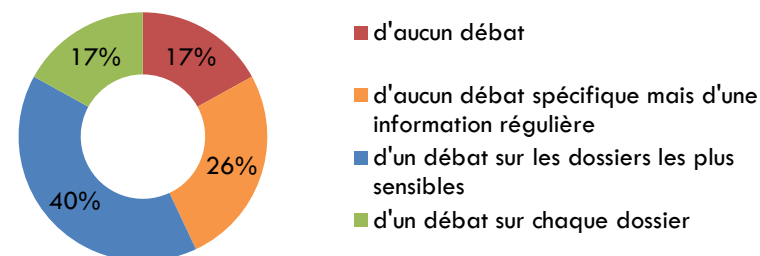 17%
17%
26%
40%
d'aucun débat
d'aucun débat spécifique mais d'une
information régulière
d'un débat sur les dossiers les plus
sensibles
d'un débat sur chaque dossier